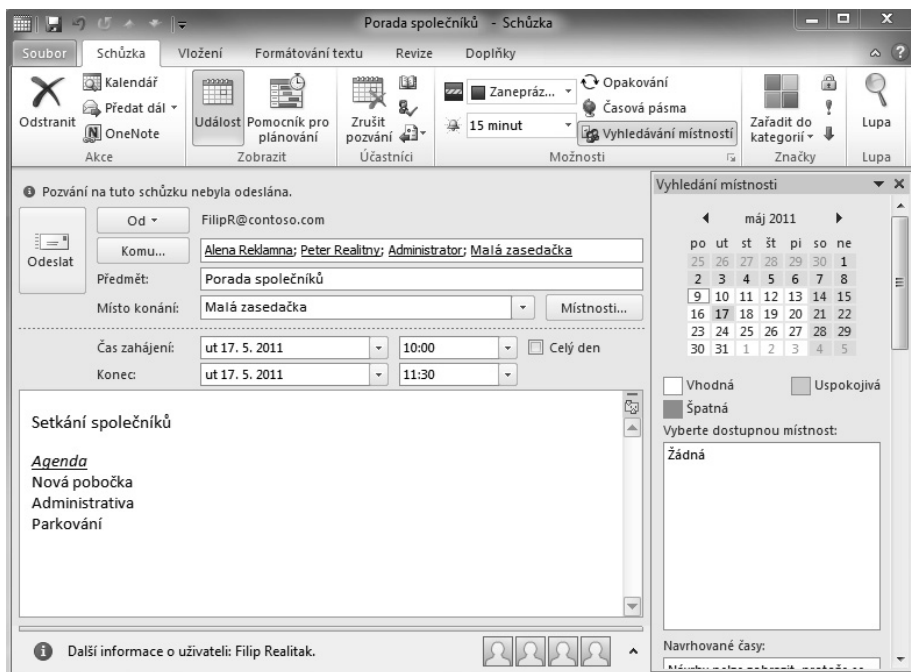 Porada společníků - Schůzka
Soubor Schůzka Vložení Formátování textu Revize Doplňky
Odstranit
Kalendář
Předat dál
OneNote
Akce
Událost
Pomocník pro plánování
Zobrazit
Zrušit pozvání
Účastníci
Zanepráz...
15 minut
Opakování
Časová pásma
Vyhledávání místností
Možnosti
Zařadit do kategorií
Značky
Lupa
Lupa
Pozvání na tuto schůzku nebyla odeslána.
Odeslat
Od FilipR@contoso.com
Komu... Alena Reklamna; Peter Realitny; Administrator; Malá zasedačka
Předmět: Porada společníků
Místo konání: Malá zasedačka Místnosti...
Čas zahájení: ut 17. 5. 2011 10:00 Celý den
Konec: ut 17. 5. 2011 11:30
Setkání společníků
Agenda
Nová pobočka
Administrativa
Parkování
Další informace o uživateli: Filip Realitak.
Vyhledání místnosti
máj 2011
po ut st št pi so ne
25 26 27 28 29 30 1
2 3 4 5 6 7 8
9 10 11 12 13 14 15
16 17 18 19 20 21 22
23 24 25 26 27 28 29
30 31 1 2 3 4 5
Vhodná Uspokojivá
Špatná
Vyberte dostupnou místnost:
Žádná
Navrhované časy: